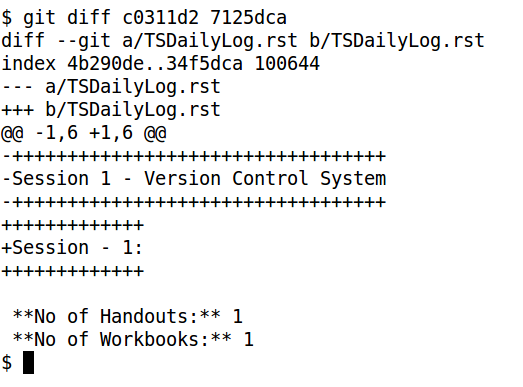 $ git diff c0311d2 7125dca
diff --git a/TSDailyLog.rst b/TSDailyLog.rst
index 4b290de..34f5dca 100644
--- a/TSDailyLog.rst
+++ b/TSDailyLog.rst
@@ -1,6 +1,6 @@
-++++++++++++++++++++++++++++++++++
-Session 1 - Version Control System
-++++++++++++++++++++++++++++++++++
+++++++++++++
+Session - 1:
+++++++++++++
 **No of Handouts:** 1
 **No of Workbooks:** 1
$